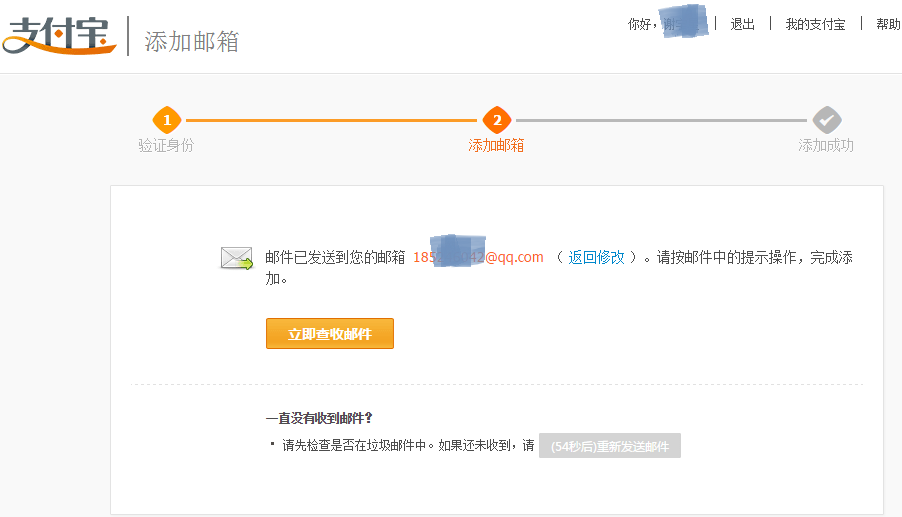 支付宝 添加邮箱 你好, 退出 我的支付宝 帮助
1 2
验证身份 添加邮箱 添加成功
邮件已发送到您的邮箱 @qq.com （ 返回修改 ）。请按邮件中的提示操作，完成添
加。
立即查收邮件
一直没有收到邮件?
· 请先检查是否在垃圾邮件中。如果还未收到，请 (54秒后)重新发送邮件